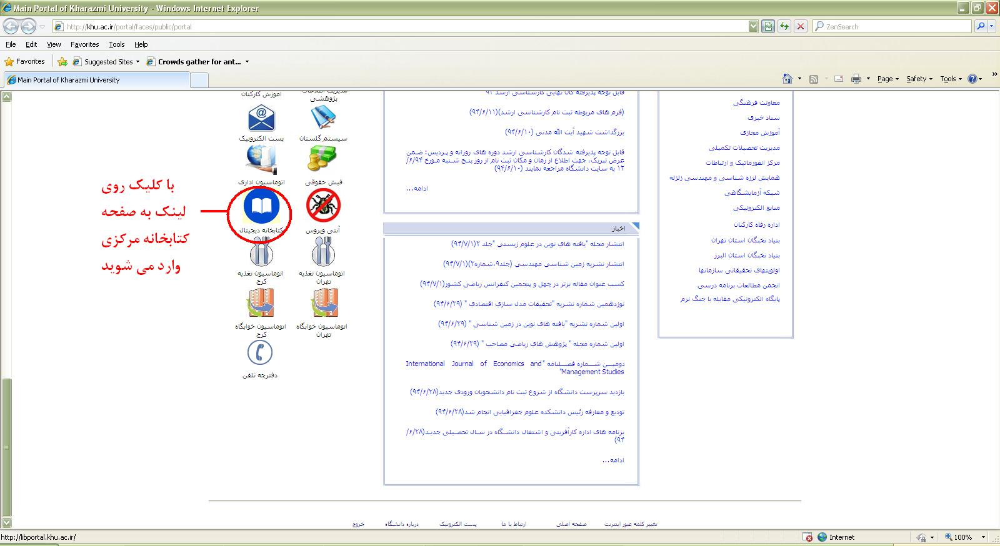 Main Portal of Kharazmi University - Windows Internet Explorer
http://khu.ac.ir/portal/faces/public/portal
ZenSearch
File Edit View Favorites Tools Help
Favorites Suggested Sites Crowds gather for ant...
Main Portal of Kharazmi University
Page Safety Tools »
معاونت فرهنگی
ستاد خبری
آموزش مجازی
مدیریت تحصیلات تکمیلی
مرکز انفورماتیک و ارتباطات
همایش لرزه شناسی و مهندسی زلزله
شبکه آزمایشگاهی
منابع الکترونیکی
اداره رفاه کارکنان
بنیاد نخبگان استان تهران
بنیاد نخبگان استان البرز
اولویتهای تحقیقاتی سازمانها
انجمن مطالعات برنامه درسی
پایگاه الکترونیکی مقابله با جنگ نرم
قابل توجه پذیرفته گان نهایی کارشناسی ارشد ۹۴
(فرم های مربوطه ثبت نام کارشناسی ارشد)(۹۴/۶/۱۱)
بزرگداشت شهید آیت الله مدنی (۹۴/۶/۱۰)
قابل توجه پذیرفته شدگان کارشناسی ارشد دوره های روزانه و پردیس: ضمن
عرض تبریک، جهت اطلاع از زمان و مکان ثبت نام از روز پنج شنبه مورخ ۶/۹۴/
۱۲ به سایت دانشگاه مراجعه نمایند (۹۴/۶/۱۰)
ادامه...
اخبار
انتشار مجله "یافته هاي نوین در علوم زیستي "جلد ۲(۹۴/۷/۱)
انتشار نشریه زمین شناسی مهندسی (جلد۹،شماره۲)(۹۴/۷/۱)
کسب عنوان مقاله برتر در چهل و پنجمین کنفرانس ریاضی کشور(۹۴/۷/۱)
نوزدهمین شماره نشریه "تحقیقات مدل سازي اقتصادي " (۹۴/۶/۲۹)
اولین شماره نشریه "یافته های نوین در زمین شناسی " (۹۴/۶/۲۹)
اولین شماره مجله " پژوهش هاي ریاضي مصاحب " (۹۴/۶/۲۹)
دومین شماره فصلنامه "International Journal of Economics and
Management Studies"
بازدید سرپرست دانشگاه از شروع ثبت نام دانشجویان ورودی جدید(۹۴/۶/۲۸)
تودیع و معارفه رئیس دانشکده علوم جغرافیایی انجام شد(۹۴/۶/۲۸)
برنامه های اداره کارآفرینی و اشتغال دانشگاه در سال تحصیلی جدید(۶/۲۸/
۹۴)
ادامه...
مدیریت اطلاعات
پژوهشی
آموزش کارکنان
سیستم گلستان
پست الکترونیک
فیش حقوقی
اتوماسیون اداری
آنتی ویروس
کتابخانه دیجیتال
اتوماسیون تغذیه
تهران
اتوماسیون تغذیه
کرج
اتوماسیون خوابگاه
تهران
اتوماسیون خوابگاه
کرج
دفترچه تلفن
با کلیک روی
لینک به صفحه
کتابخانه مرکزی
وارد می شوید
تغییر کلمه عبور اینترنت صفحه اصلی ارتباط با ما پست الکترونیک درباره دانشگاه خروج
http://libportal.khu.ac.ir/
Internet
100%